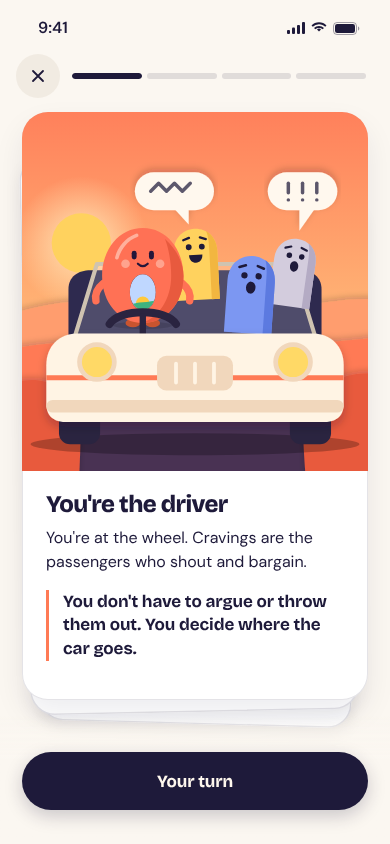 9:41
! ! !
You're the driver
You're at the wheel. Cravings are the
passengers who shout and bargain.
You don't have to argue or throw
them out. You decide where the
car goes.
Your turn